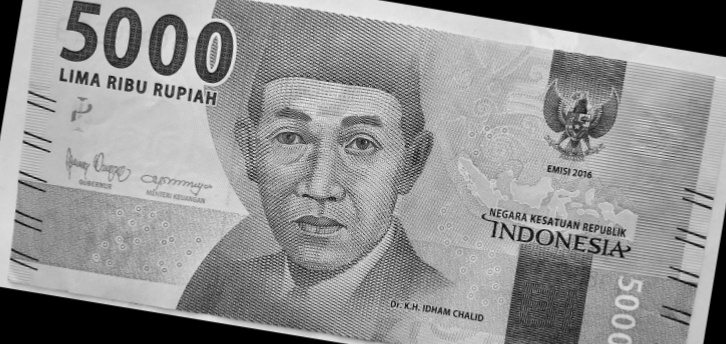 5000
LIMA RIBU RUPIAH
GUBERNUR
MENTERI KEUANGAN
EMISI 2016
NEGARA KESATUAN REPUBLIK
INDONESIA
Dr. K.H. IDHAM CHALID
5000